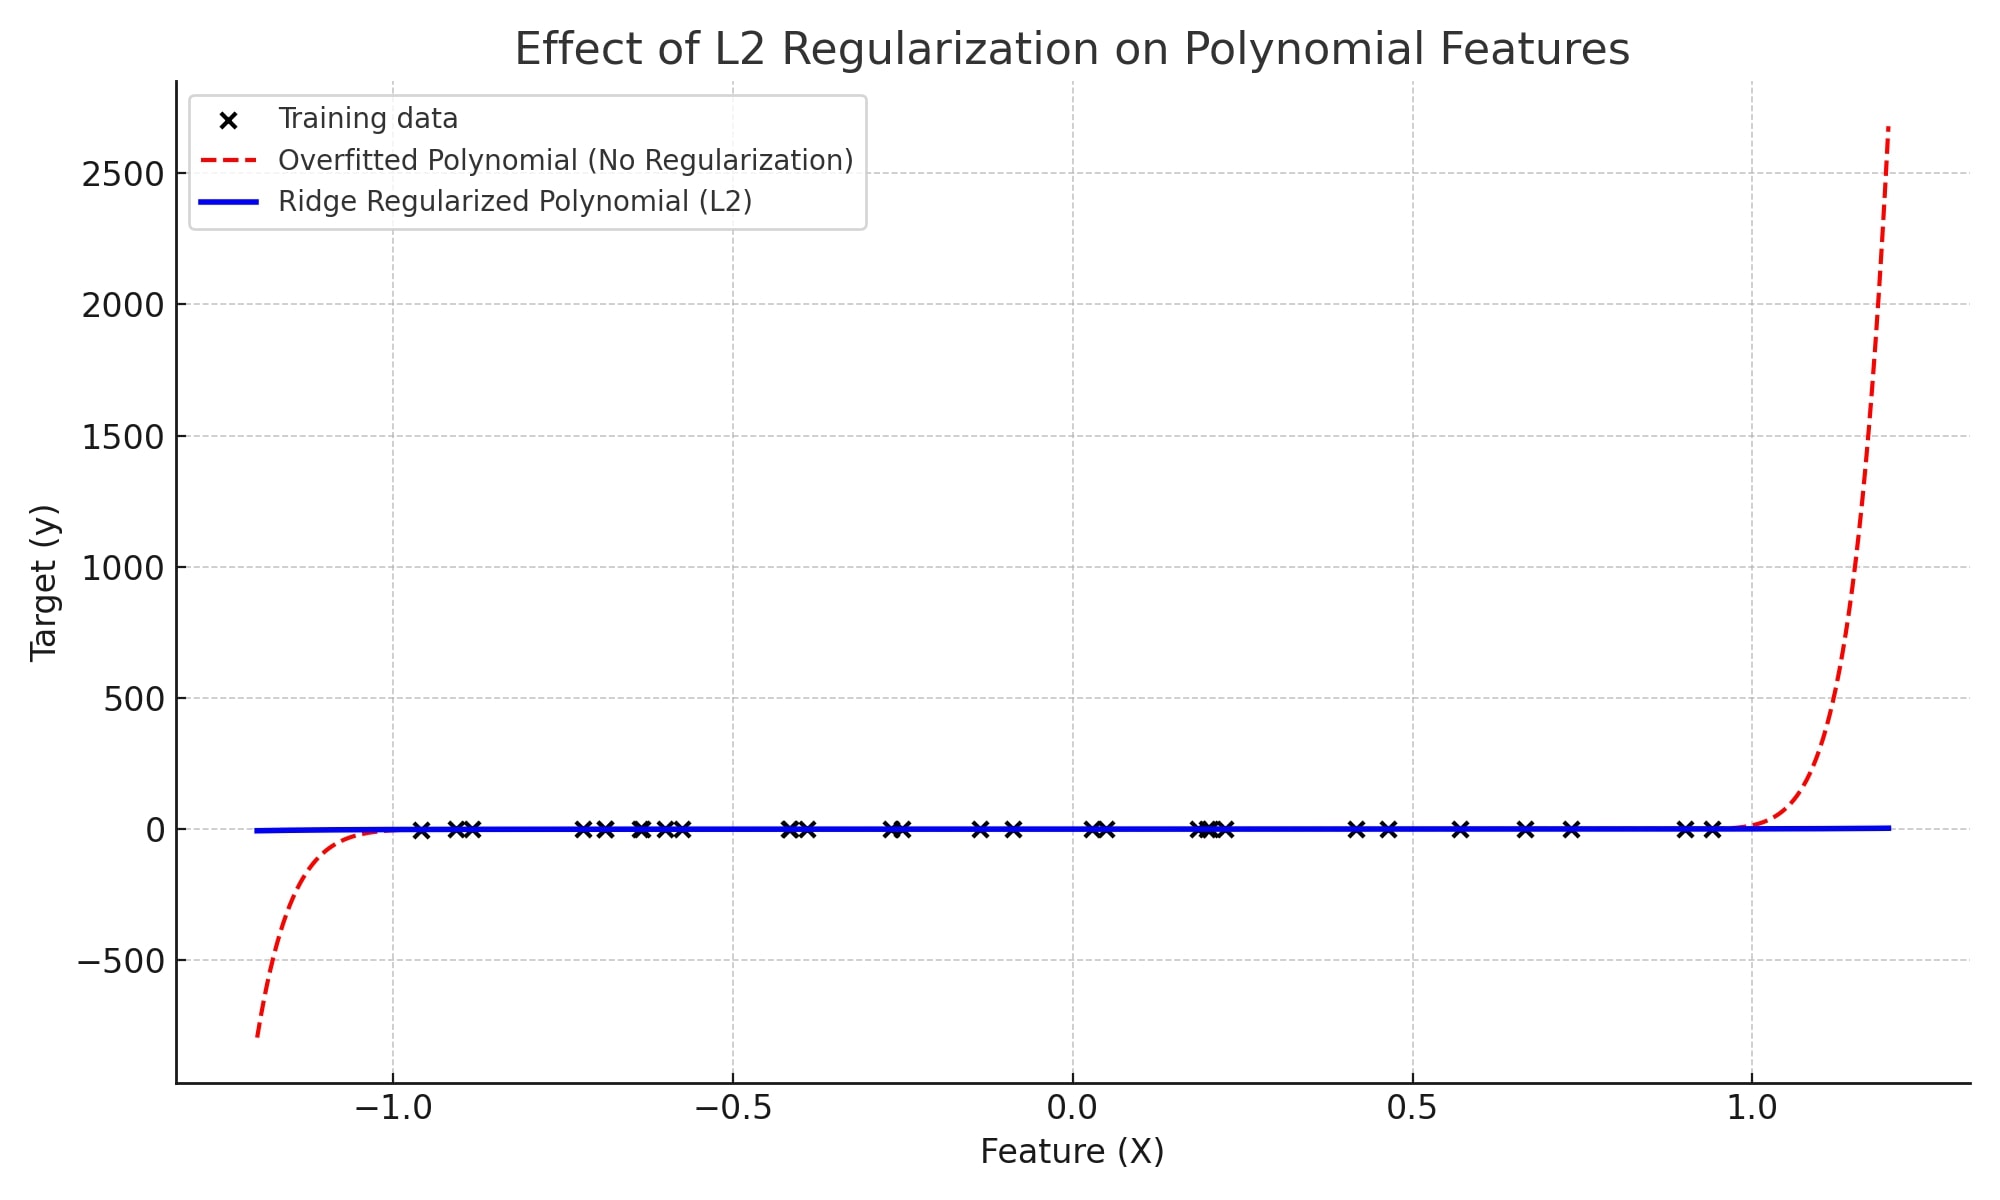 Effect of L2 Regularization on Polynomial Features
Training data
Overfitted Polynomial (No Regularization)
Ridge Regularized Polynomial (L2)
2500
2000
1500
1000
500
0
−500
Target (y)
−1.0 −0.5 0.0 0.5 1.0
Feature (X)